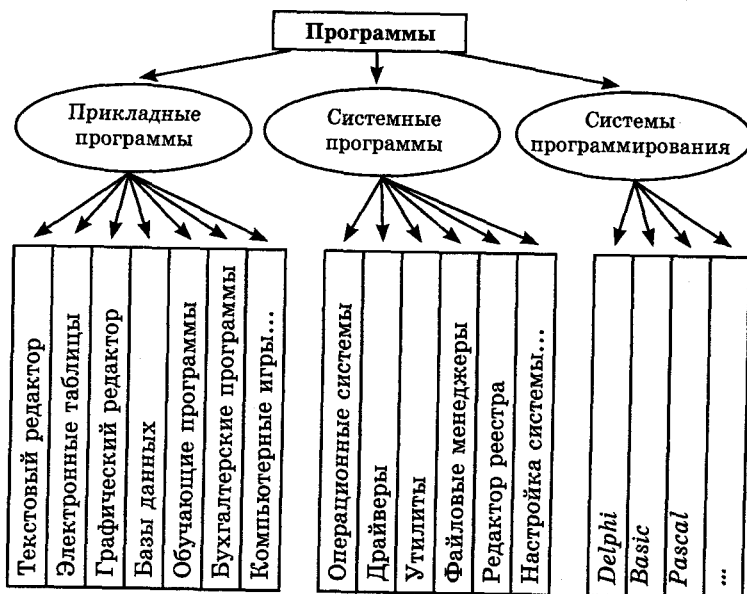 Программы
Прикладные
программы
Системные
программы
Системы
программирования
Текстовый редактор
Электронные таблицы
Графический редактор
Базы данных
Обучающие программы
Бухгалтерские программы
Компьютерные игры...
Операционные системы
Драйверы
Утилиты
Файловые менеджеры
Редактор реестра
Настройка системы...
Delphi
Basic
Pascal
...